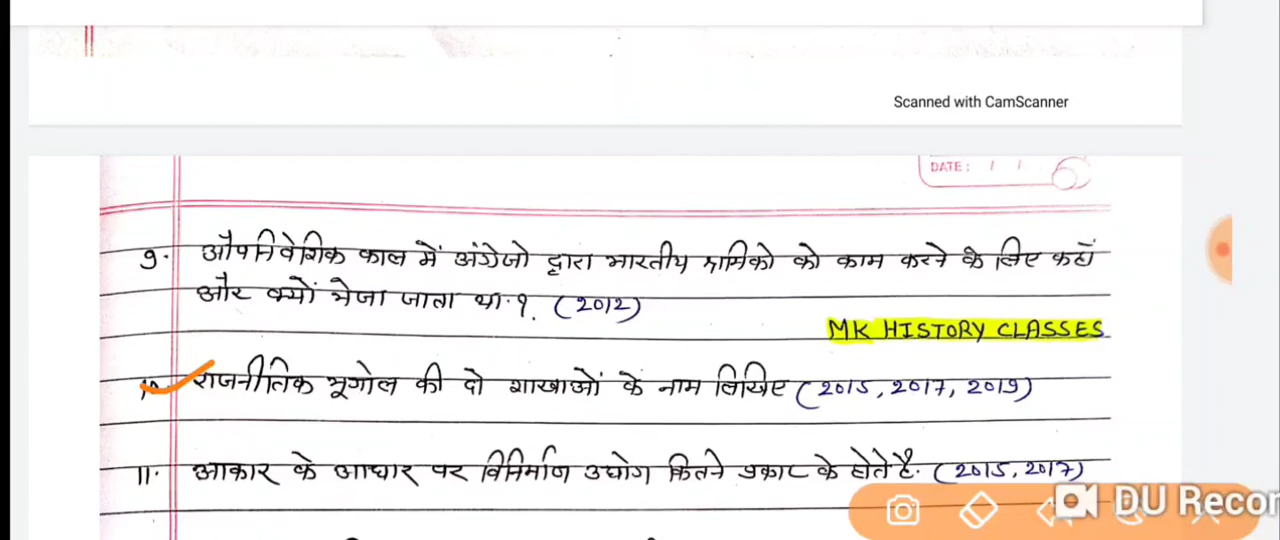 Scanned with CamScanner
DATE: / /
9. औपनिवेशिक काल में अंग्रेजो द्वारा भारतीय श्रमिको को काम करने के लिए कहाँ
और क्यों भेजा जाता था.? (2012)
MK HISTORY CLASSES
राजनीतिक भूगोल की दो शाखाओं के नाम लिखिए (2015, 2017, 2019)
11. आकार के आधार पर विनिर्माण उघोग कितने प्रकार के होते है. (2015, 2017)
DU Recor